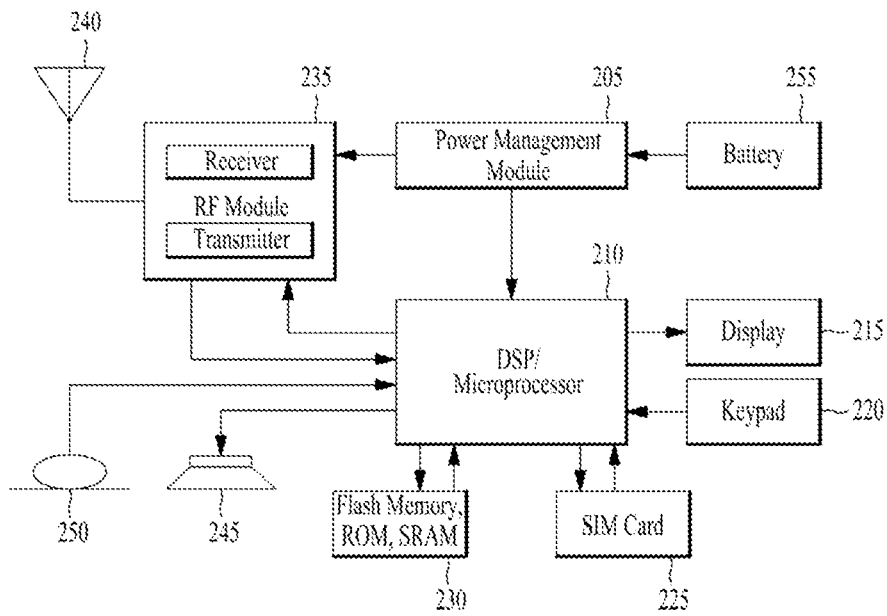 240
235
205
255
Receiver
RF Module
Transmitter
Power Management
Module
Battery
210
DSP/
Microprocessor
Display
215
Keypad
220
250
245
Flash Memory,
ROM, SRAM
230
SIM Card
225